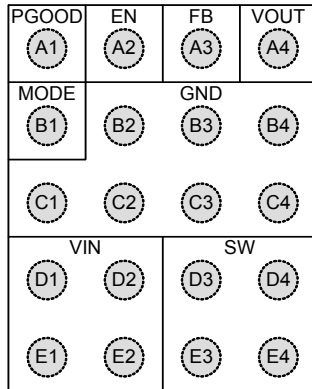 PGOOD EN FB VOUT
A1 A2 A3 A4
MODE GND
B1 B2 B3 B4
C1 C2 C3 C4
VIN SW
D1 D2 D3 D4
E1 E2 E3 E4